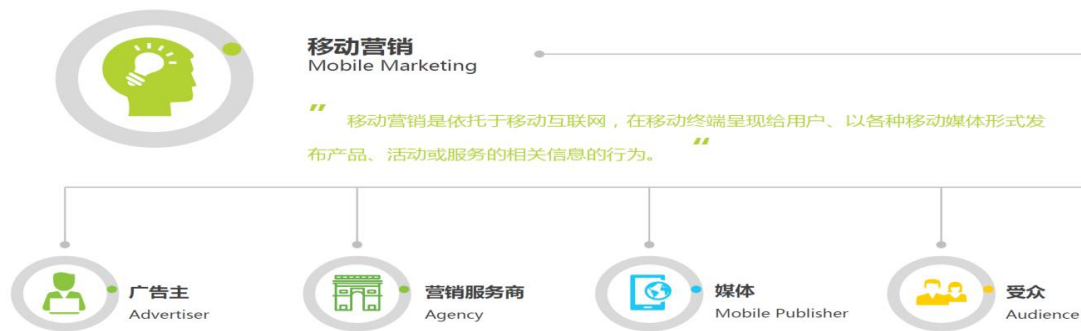 移动营销
Mobile Marketing
" 移动营销是依托于移动互联网，在移动终端呈现给用户、以各种移动媒体形式发
布产品、活动或服务的相关信息的行为。 "
广告主
Advertiser
营销服务商
Agency
媒体
Mobile Publisher
受众
Audience